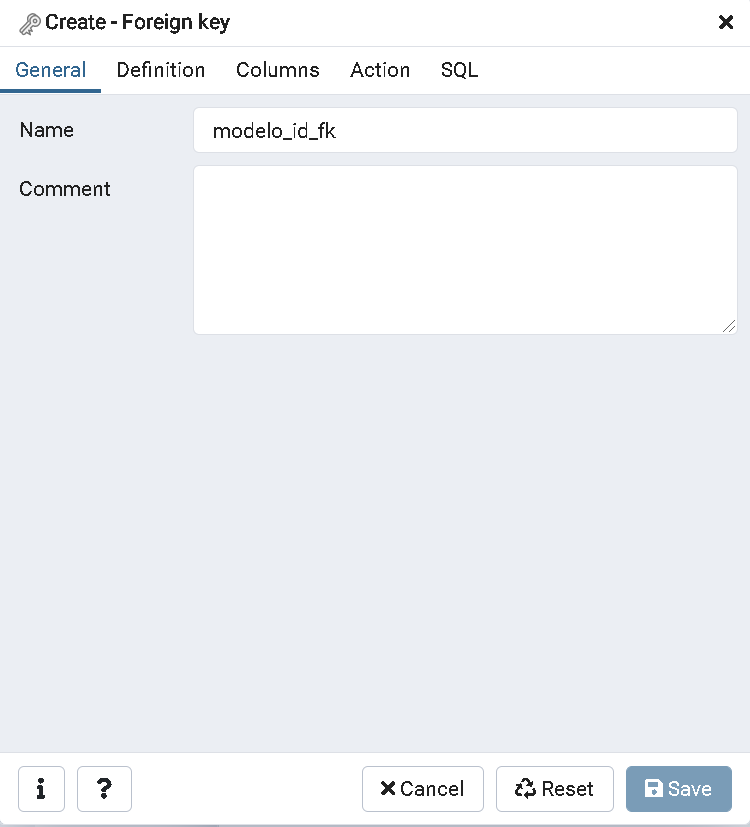 Create - Foreign key
General Definition Columns Action SQL
Name modelo_id_fk
Comment
i ? Cancel Reset Save